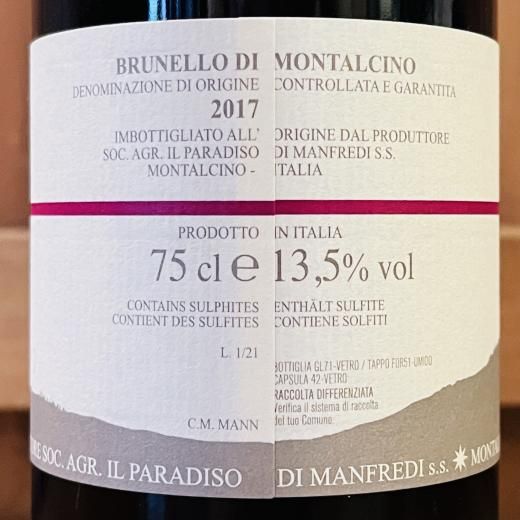 BRUNELLO DI MONTALCINO
DENOMINAZIONE DI ORIGINE CONTROLLATA E GARANTITA
2017
IMBOTTIGLIATO ALL' ORIGINE DAL PRODUTTORE
SOC. AGR. IL PARADISO DI MANFREDI S.S.
MONTALCINO - ITALIA
PRODOTTO IN ITALIA
75 cl e 13,5% vol
CONTAINS SULPHITES ENTHÄLT SULFITE
CONTIENT DES SULFITES CONTIENE SOLFITI
L. 1/21
BOTTIGLIA GL71-VETRO / TAPPO FOR51-UMIDO
CAPSULA 42-VETRO
RACCOLTA DIFFERENZIATA
Verifica il sistema di raccolta
del tuo Comune.
C.M. MANN
SOC. AGR. IL PARADISO DI MANFREDI s.s.